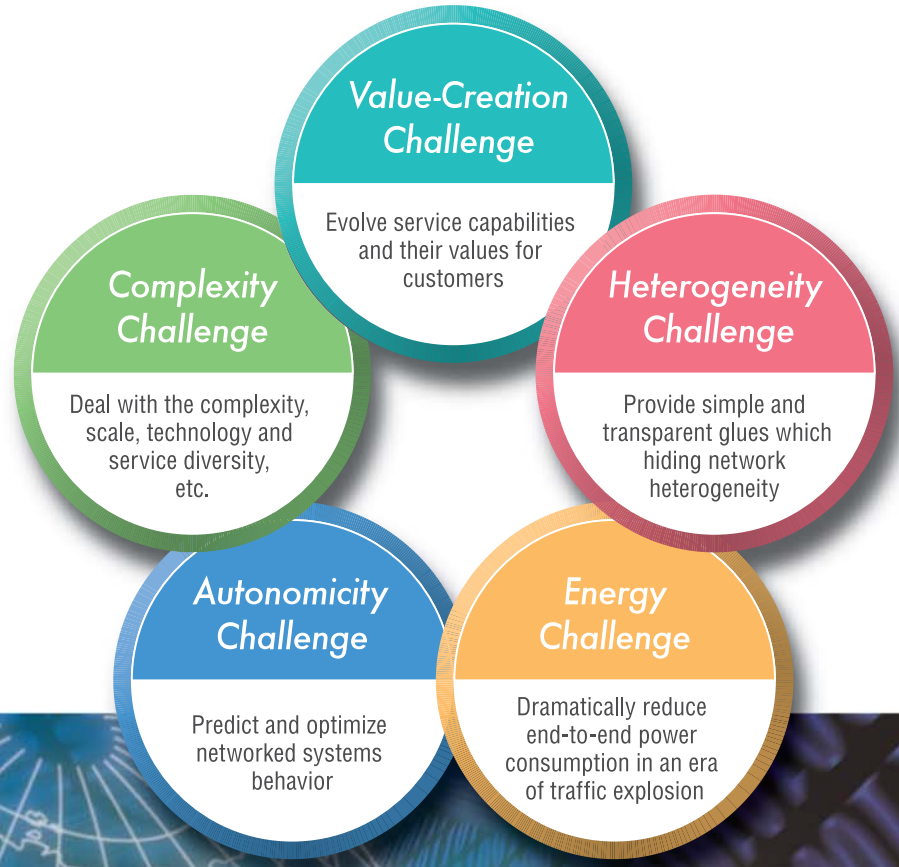 Value-Creation
Challenge
Evolve service capabilities
and their values for
customers
Complexity
Challenge
Deal with the complexity,
scale, technology and
service diversity,
etc.
Heterogeneity
Challenge
Provide simple and
transparent glues which
hiding network
heterogeneity
Autonomicity
Challenge
Predict and optimize
networked systems
behavior
Energy
Challenge
Dramatically reduce
end-to-end power
consumption in an era
of traffic explosion